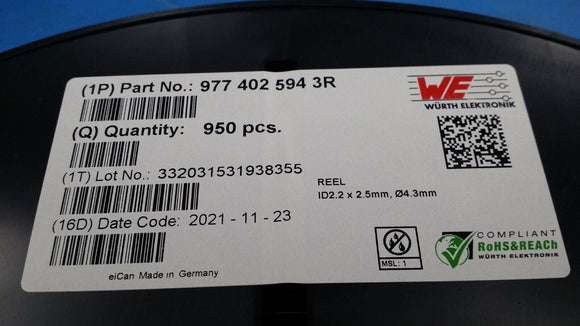 (1P) Part No.: 977 402 594 3R
WE
WÜRTH ELEKTRONIK
(Q) Quantity: 950 pcs.
(1T) Lot No.: 332031531938355
REEL
ID2.2 x 2.5mm, Ø4.3mm
(16D) Date Code: 2021 - 11 - 23
MSL: 1
COMPLIANT
RoHS&REACh
WÜRTH ELEKTRONIK
eiCan Made in Germany